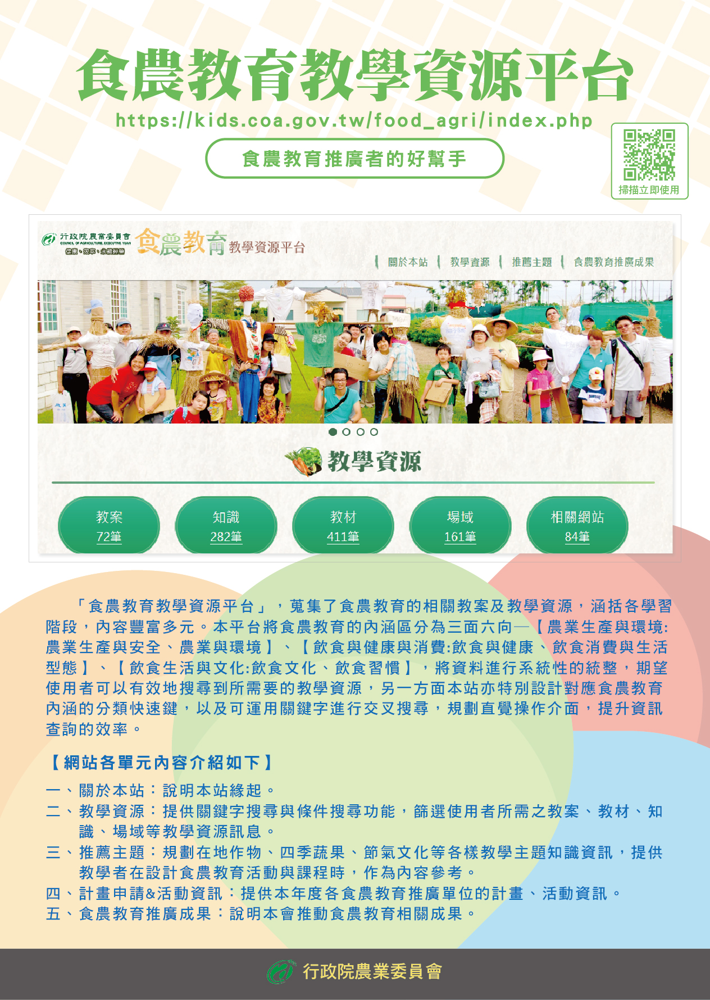 食農教育教學資源平台
https://kids.coa.gov.tw/food_agri/index.php
食農教育推廣者的好幫手
掃描立即使用
行政院農業委員會
COUNCIL OF AGRICULTURE, EXECUTIVE YUAN
健康、效率、永續經營
食農教育 教學資源平台
關於本站 教學資源 推薦主題 食農教育推廣成果
教學資源
教案 知識 教材 場域 相關網站
72筆 282筆 411筆 161筆 84筆
「食農教育教學資源平台」，蒐集了食農教育的相關教案及教學資源，涵括各學習
階段，內容豐富多元。本平台將食農教育的內涵區分為三面六向─【農業生產與環境:
農業生產與安全、農業與環境】、【飲食與健康與消費:飲食與健康、飲食消費與生活
型態】、【飲食生活與文化:飲食文化、飲食習慣】，將資料進行系統性的統整，期望
使用者可以有效地搜尋到所需要的教學資源，另一方面本站亦特別設計對應食農教育
內涵的分類快速鍵，以及可運用關鍵字進行交叉搜尋，規劃直覺操作介面，提升資訊
查詢的效率。
【網站各單元內容介紹如下】
一、關於本站：說明本站緣起。
二、教學資源：提供關鍵字搜尋與條件搜尋功能，篩選使用者所需之教案、教材、知
識、場域等教學資源訊息。
三、推薦主題：規劃在地作物、四季蔬果、節氣文化等各樣教學主題知識資訊，提供
教學者在設計食農教育活動與課程時，作為內容參考。
四、計畫申請&活動資訊：提供本年度各食農教育推廣單位的計畫、活動資訊。
五、食農教育推廣成果：說明本會推動食農教育相關成果。
行政院農業委員會